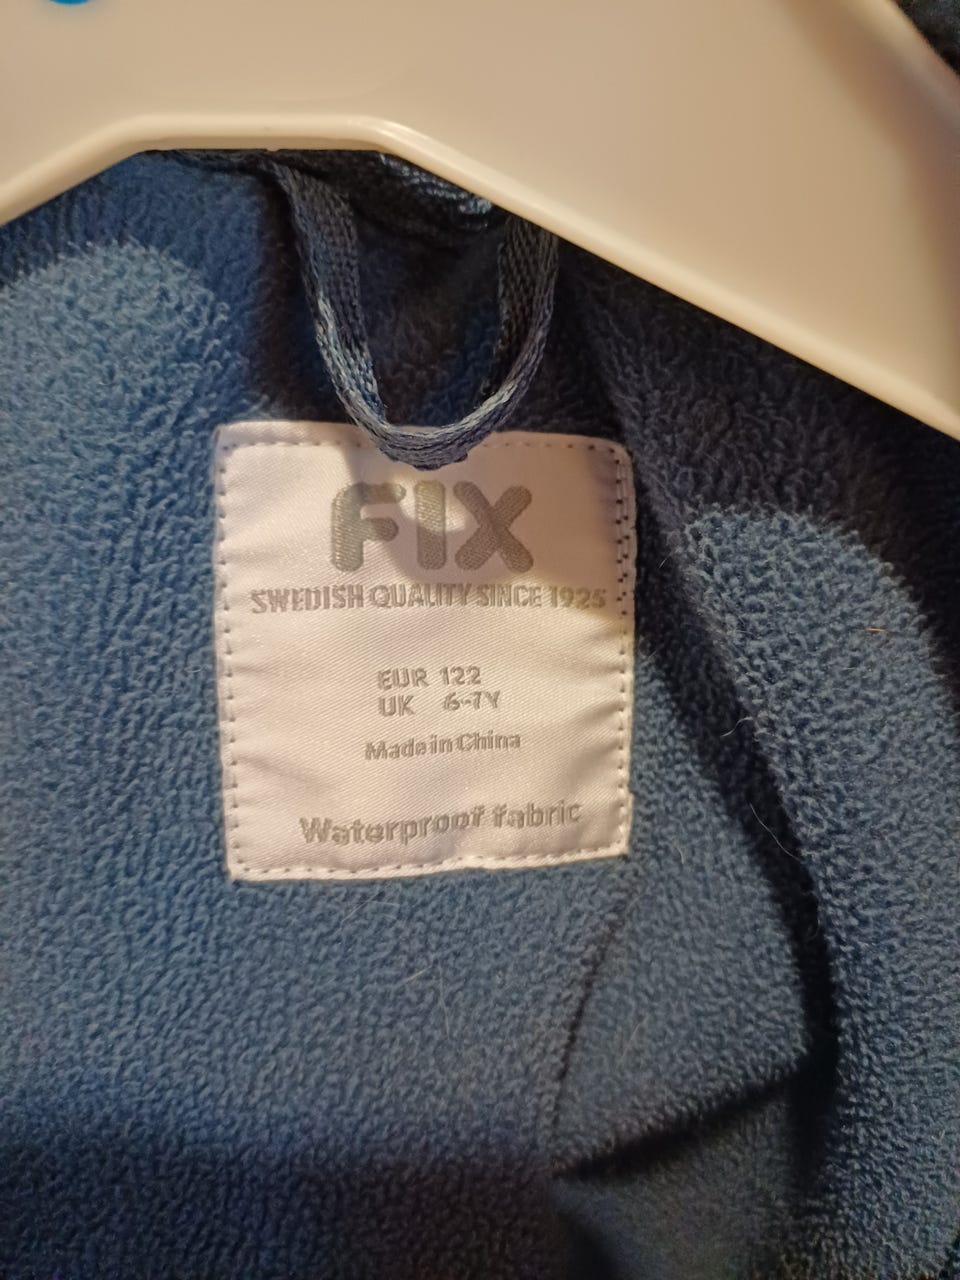 FIX
SWEDISH QUALITY SINCE 1925
EUR 122
UK 6-7Y
Made in China
Waterproof fabric